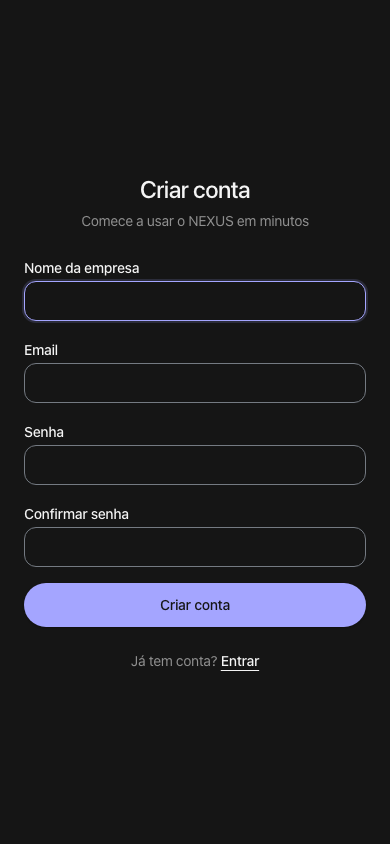 Criar conta
Comece a usar o NEXUS em minutos
Nome da empresa
Email
Senha
Confirmar senha
Criar conta
Já tem conta? Entrar